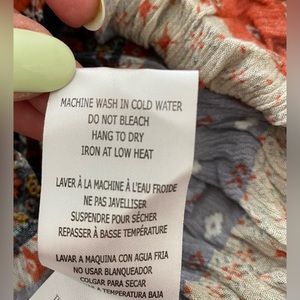 MACHINE WASH IN COLD WATER
DO NOT BLEACH
HANG TO DRY
IRON AT LOW HEAT
LAVER À LA MACHINE À L'EAU FROIDE
NE PAS JAVELLISER
SUSPENDRE POUR SÉCHER
REPASSER À BASSE TEMPÉRATURE
LAVAR A MAQUINA CON AGUA FRIA
NO USAR BLANQUEADOR
COLGAR PARA SECAR
A TEMPERATURA BAJA